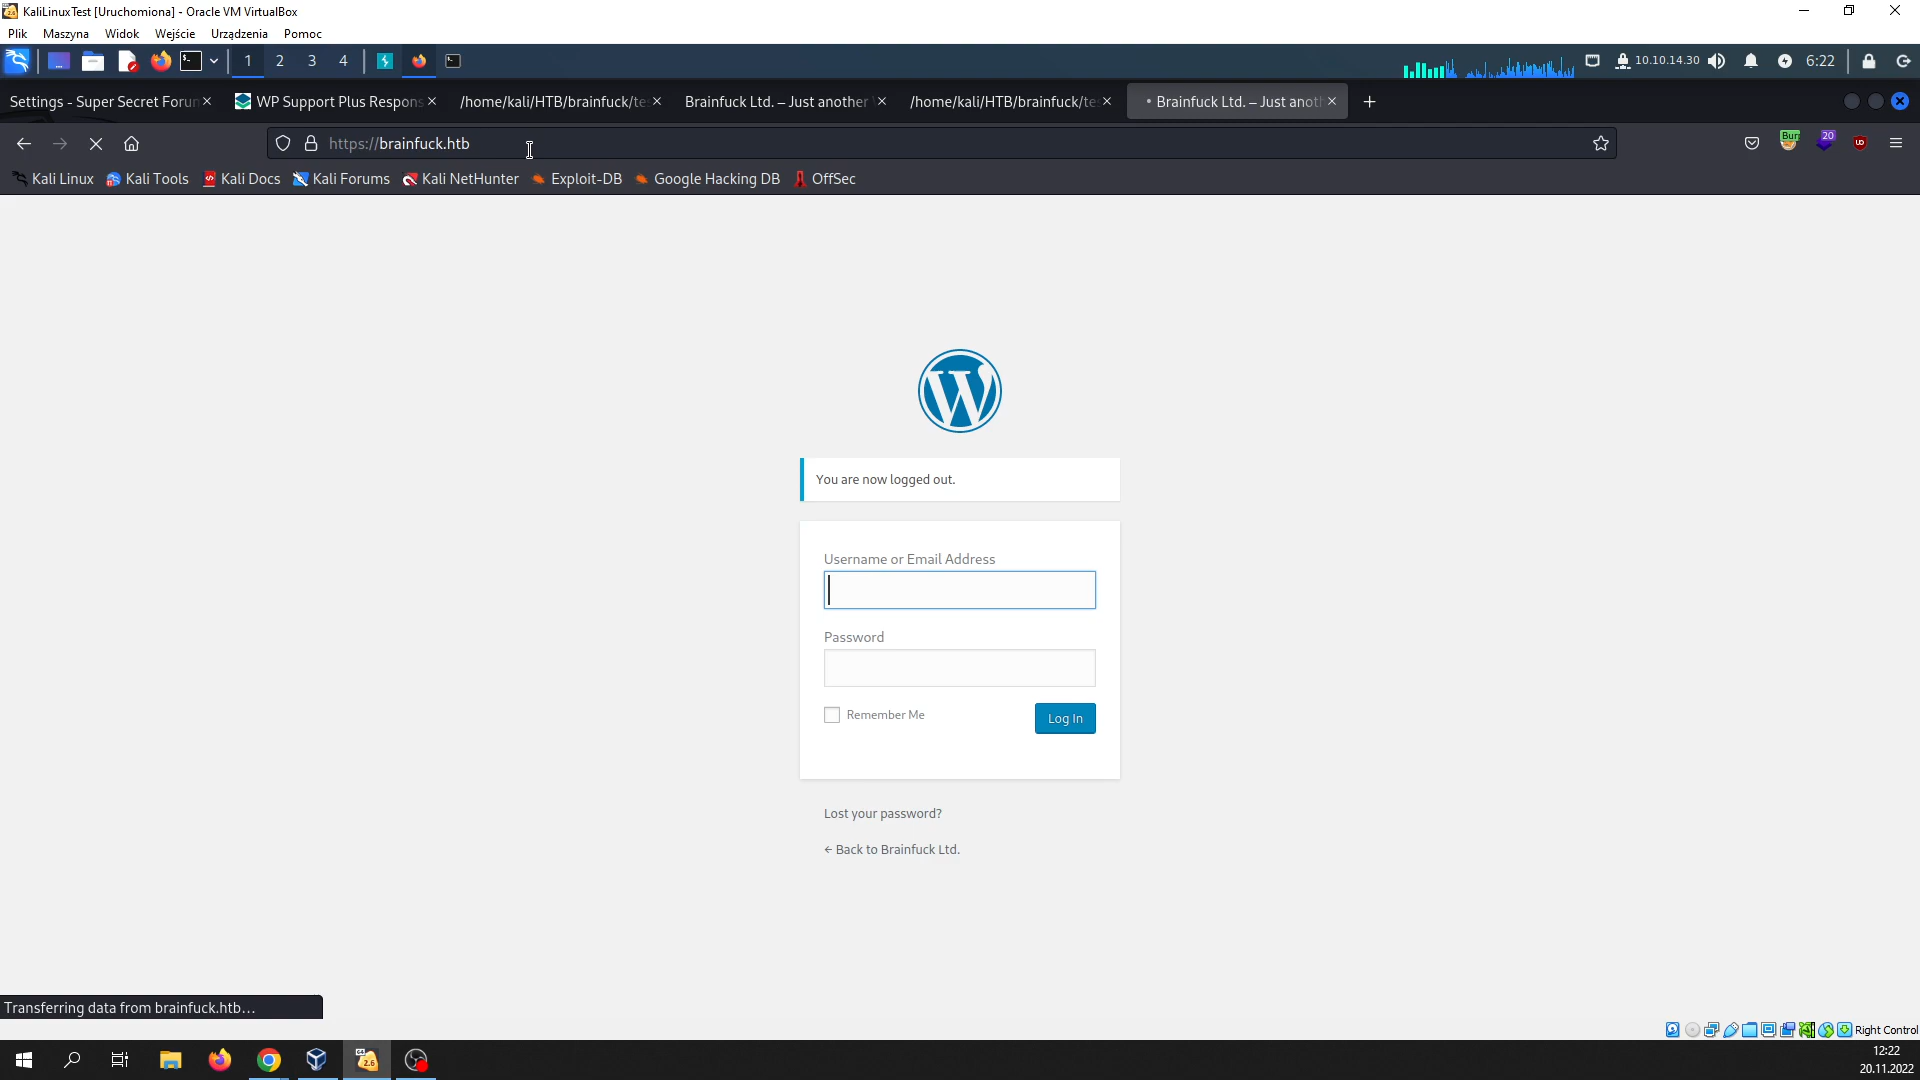 KaliLinuxTest [Uruchomiona] - Oracle VM VirtualBox
Plik Maszyna Widok Wejście Urządzenia Pomoc
1 2 3 4 10.10.14.30 6:22
Settings - Super Secret Forun WP Support Plus Respons /home/kali/HTB/brainfuck/te Brainfuck Ltd. – Just another /home/kali/HTB/brainfuck/te Brainfuck Ltd. – Just anot
https://brainfuck.htb Burp 20
Kali Linux Kali Tools Kali Docs Kali Forums Kali NetHunter Exploit-DB Google Hacking DB OffSec
You are now logged out.
Username or Email Address
Password
Remember Me Log In
Lost your password?
← Back to Brainfuck Ltd.
Transferring data from brainfuck.htb…
Right Control
12:22
20.11.2022